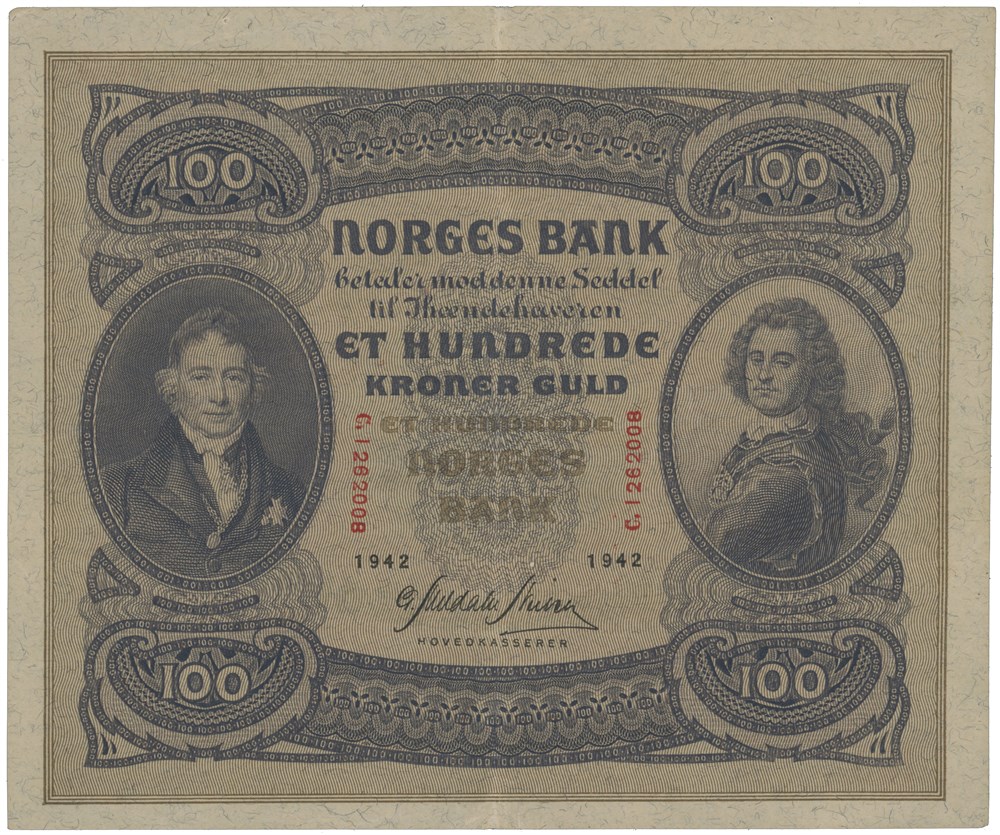 100 100
NORGES BANK
betaler mod denne Seddel
til Ihændehaveren
ET HUNDREDE
KRONER GULD
ET HUNDREDE
NORGES
BANK
C.1262008
C.1262008
1942 1942
HOVEDKASSERER
100 100